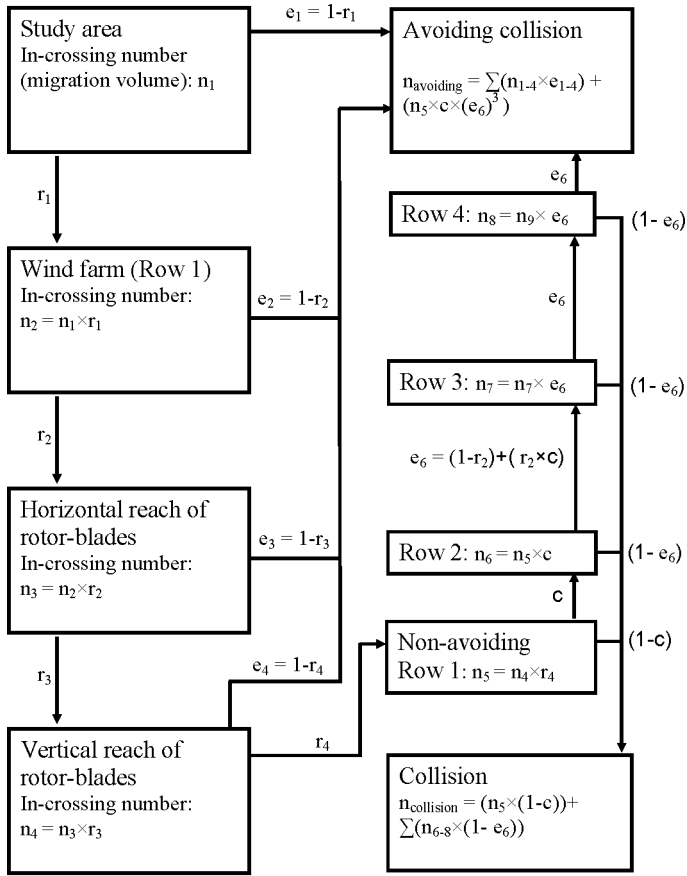 Study area
In-crossing number
(migration volume): n₁
e₁ = 1-r₁
r₁
Wind farm (Row 1)
In-crossing number:
n₂ = n₁×r₁
e₂ = 1-r₂
r₂
Horizontal reach of
rotor-blades
In-crossing number:
n₃ = n₂×r₂
e₃ = 1-r₃
r₃
e₄ = 1-r₄
Vertical reach of
rotor-blades
In-crossing number:
n₄ = n₃×r₃
r₄
Avoiding collision
n_avoiding = ∑(n₁₋₄×e₁₋₄) +
(n₅×c×(e₆)³)
e₆
Row 4: n₈ = n₉× e₆
(1- e₆)
e₆
Row 3: n₇ = n₇× e₆
(1- e₆)
e₆ = (1-r₂)+( r₂×c)
Row 2: n₆ = n₅×c
(1- e₆)
c
Non-avoiding
Row 1: n₅ = n₄×r₄
(1-c)
Collision
n_collision = (n₅×(1-c))+
∑(n₆₋₈×(1- e₆))